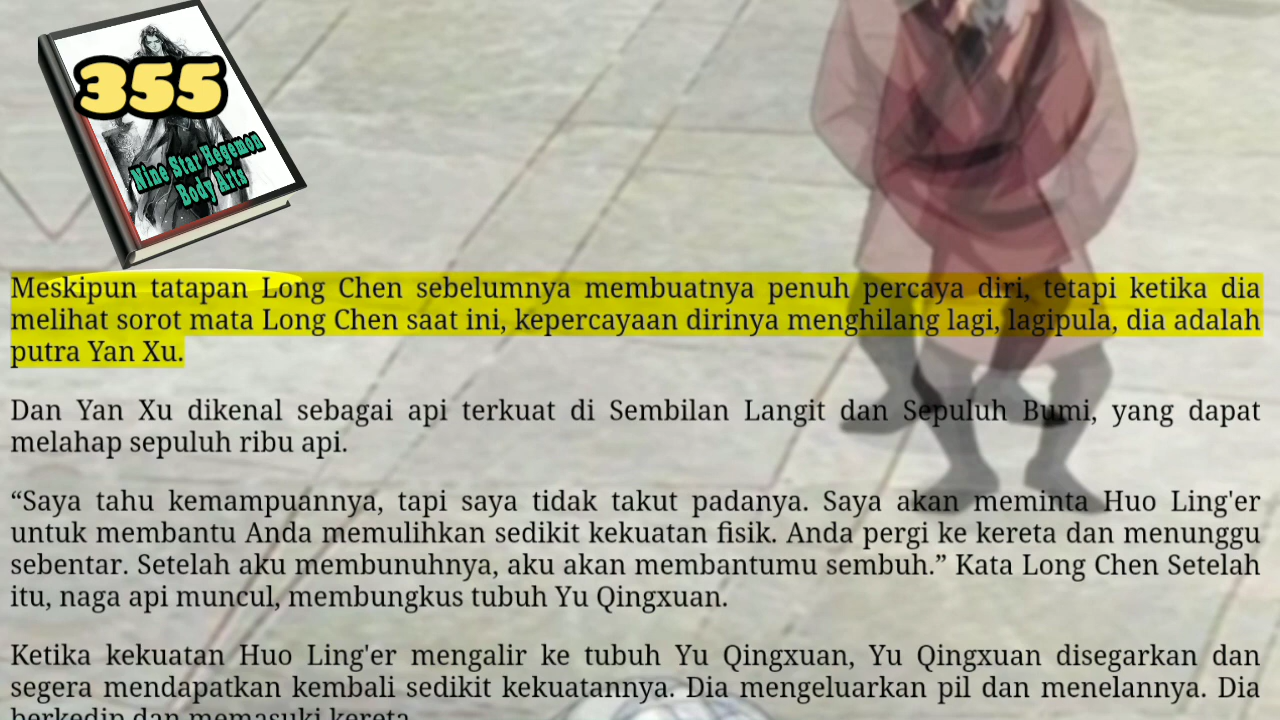 355
Nine Star Hegemon
Body Arts
Meskipun tatapan Long Chen sebelumnya membuatnya penuh percaya diri, tetapi ketika dia
melihat sorot mata Long Chen saat ini, kepercayaan dirinya menghilang lagi, lagipula, dia adalah
putra Yan Xu.
Dan Yan Xu dikenal sebagai api terkuat di Sembilan Langit dan Sepuluh Bumi, yang dapat
melahap sepuluh ribu api.
“Saya tahu kemampuannya, tapi saya tidak takut padanya. Saya akan meminta Huo Ling'er
untuk membantu Anda memulihkan sedikit kekuatan fisik. Anda pergi ke kereta dan menunggu
sebentar. Setelah aku membunuhnya, aku akan membantumu sembuh.” Kata Long Chen Setelah
itu, naga api muncul, membungkus tubuh Yu Qingxuan.
Ketika kekuatan Huo Ling'er mengalir ke tubuh Yu Qingxuan, Yu Qingxuan disegarkan dan
segera mendapatkan kembali sedikit kekuatannya. Dia mengeluarkan pil dan menelannya. Dia
berkedip dan memasuki kereta.